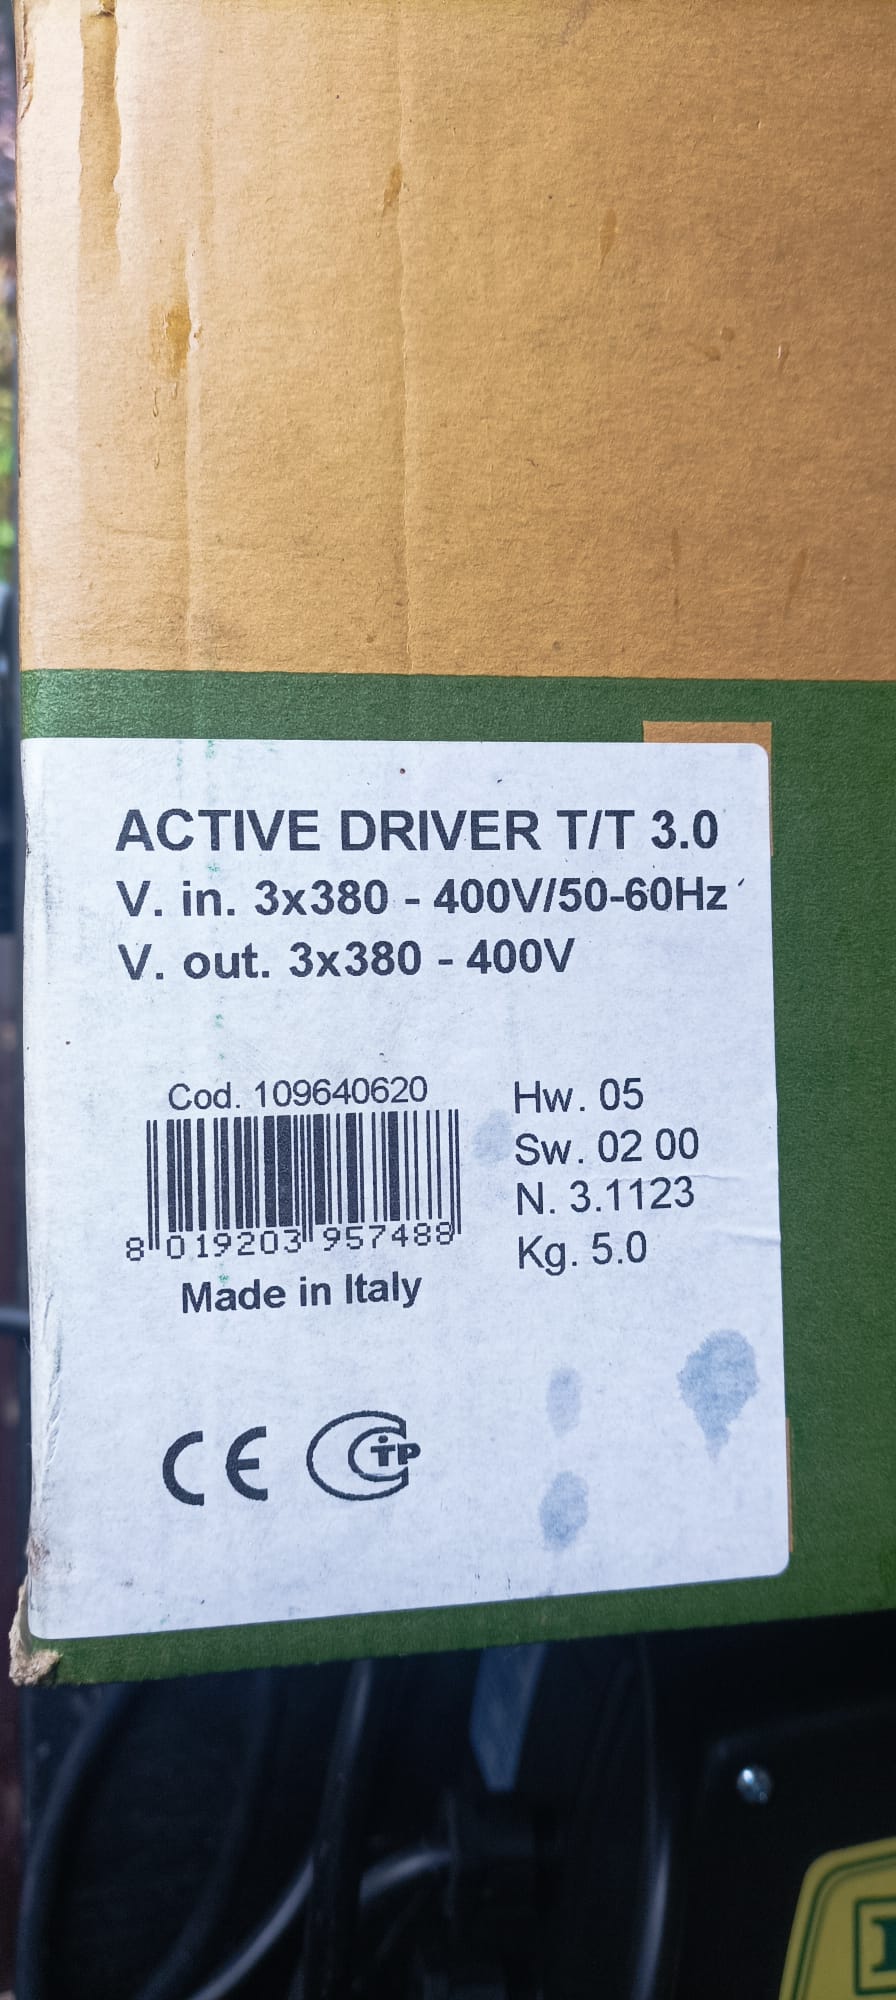 ACTIVE DRIVER T/T 3.0
V. in. 3x380 - 400V/50-60Hz
V. out. 3x380 - 400V
Cod. 109640620
8 019203 957488
Made in Italy
Hw. 05
Sw. 02 00
N. 3.1123
Kg. 5.0
CE